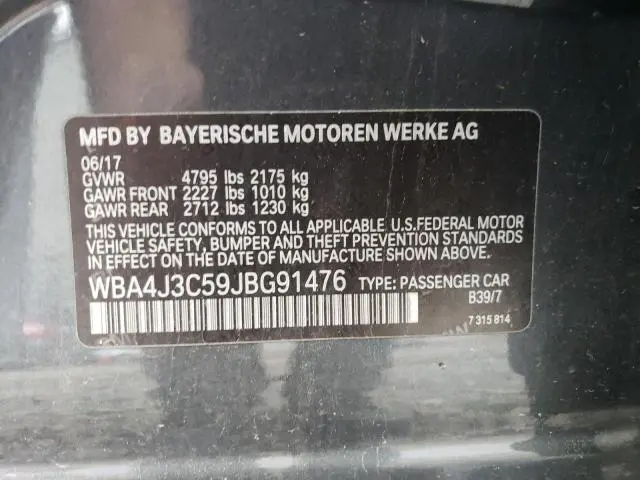 MFD BY BAYERISCHE MOTOREN WERKE AG
06/17
GVWR 4795 lbs 2175 kg
GAWR FRONT 2227 lbs 1010 kg
GAWR REAR 2712 lbs 1230 kg
THIS VEHICLE CONFORMS TO ALL APPLICABLE U.S.FEDERAL MOTOR
VEHICLE SAFETY, BUMPER AND THEFT PREVENTION STANDARDS
IN EFFECT ON THE DATE OF MANUFACTURE SHOWN ABOVE.
WBA4J3C59JBG91476 TYPE: PASSENGER CAR
B39/7
7 315 814